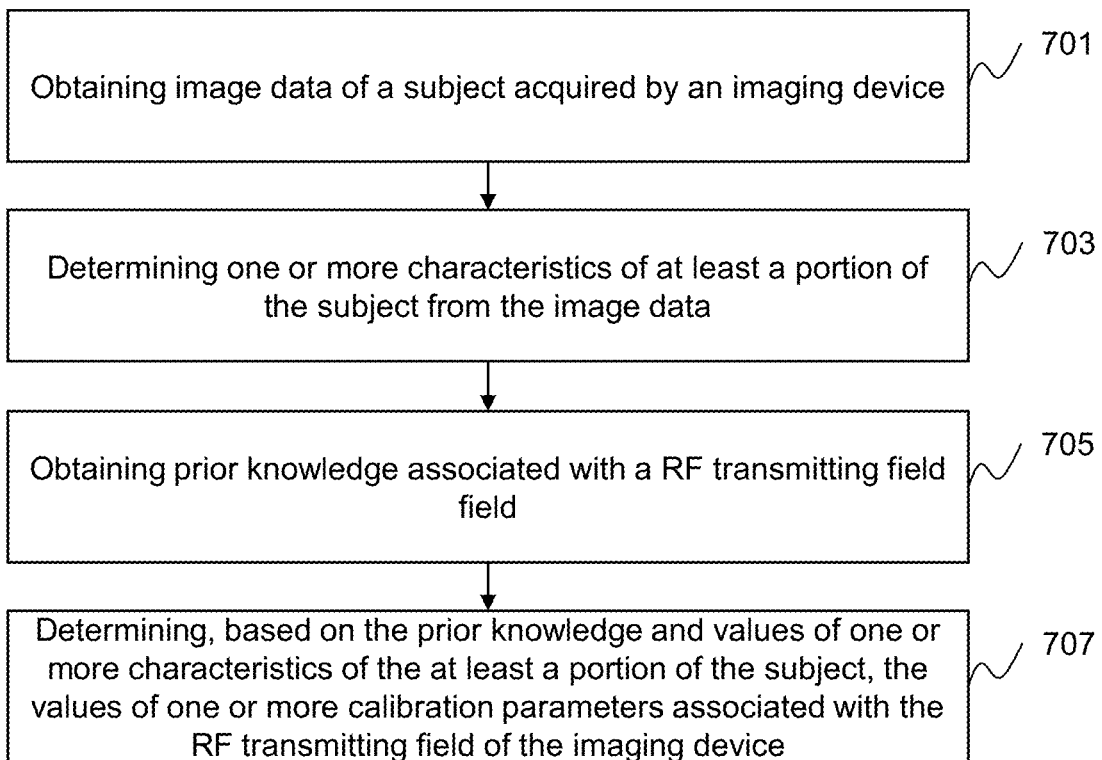 Obtaining image data of a subject acquired by an imaging device
701
Determining one or more characteristics of at least a portion of
the subject from the image data
703
Obtaining prior knowledge associated with a RF transmitting field
field
705
Determining, based on the prior knowledge and values of one or
more characteristics of the at least a portion of the subject, the
values of one or more calibration parameters associated with the
RF transmitting field of the imaging device
707